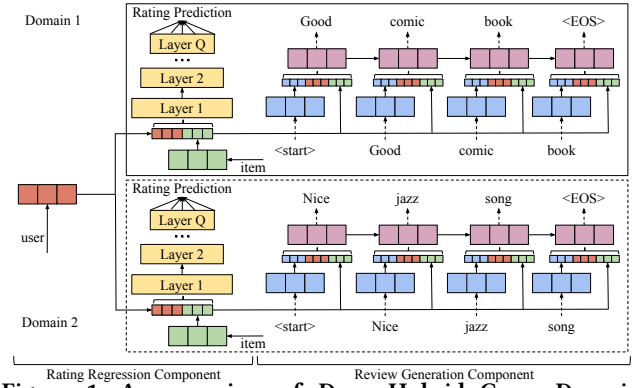 Domain 1
Rating Prediction
Layer Q
...
Layer 2
Layer 1
item
Good comic book <EOS>
<start> Good comic book
user
Rating Prediction
Layer Q
...
Layer 2
Layer 1
item
Nice jazz song <EOS>
<start> Nice jazz song
Domain 2
Rating Regression Component
Review Generation Component